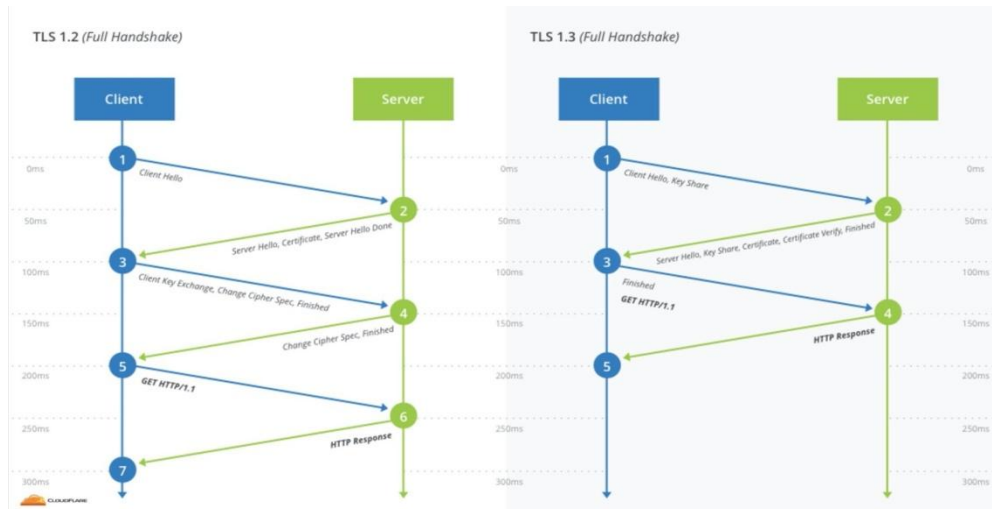 TLS 1.2 (Full Handshake)
Client
Server
0ms
50ms
100ms
150ms
200ms
250ms
300ms
1
Client Hello
2
Server Hello, Certificate, Server Hello Done
3
Client Key Exchange, Change Cipher Spec, Finished
4
Change Cipher Spec, Finished
5
GET HTTP/1.1
6
HTTP Response
7
CLOUDFLARE
TLS 1.3 (Full Handshake)
Client
Server
0ms
0ms
50ms
50ms
100ms
100ms
150ms
150ms
200ms
200ms
250ms
250ms
300ms
300ms
1
Client Hello, Key Share
2
Server Hello, Key Share, Certificate, Certificate Verify, Finished
3
Finished
GET HTTP/1.1
4
HTTP Response
5